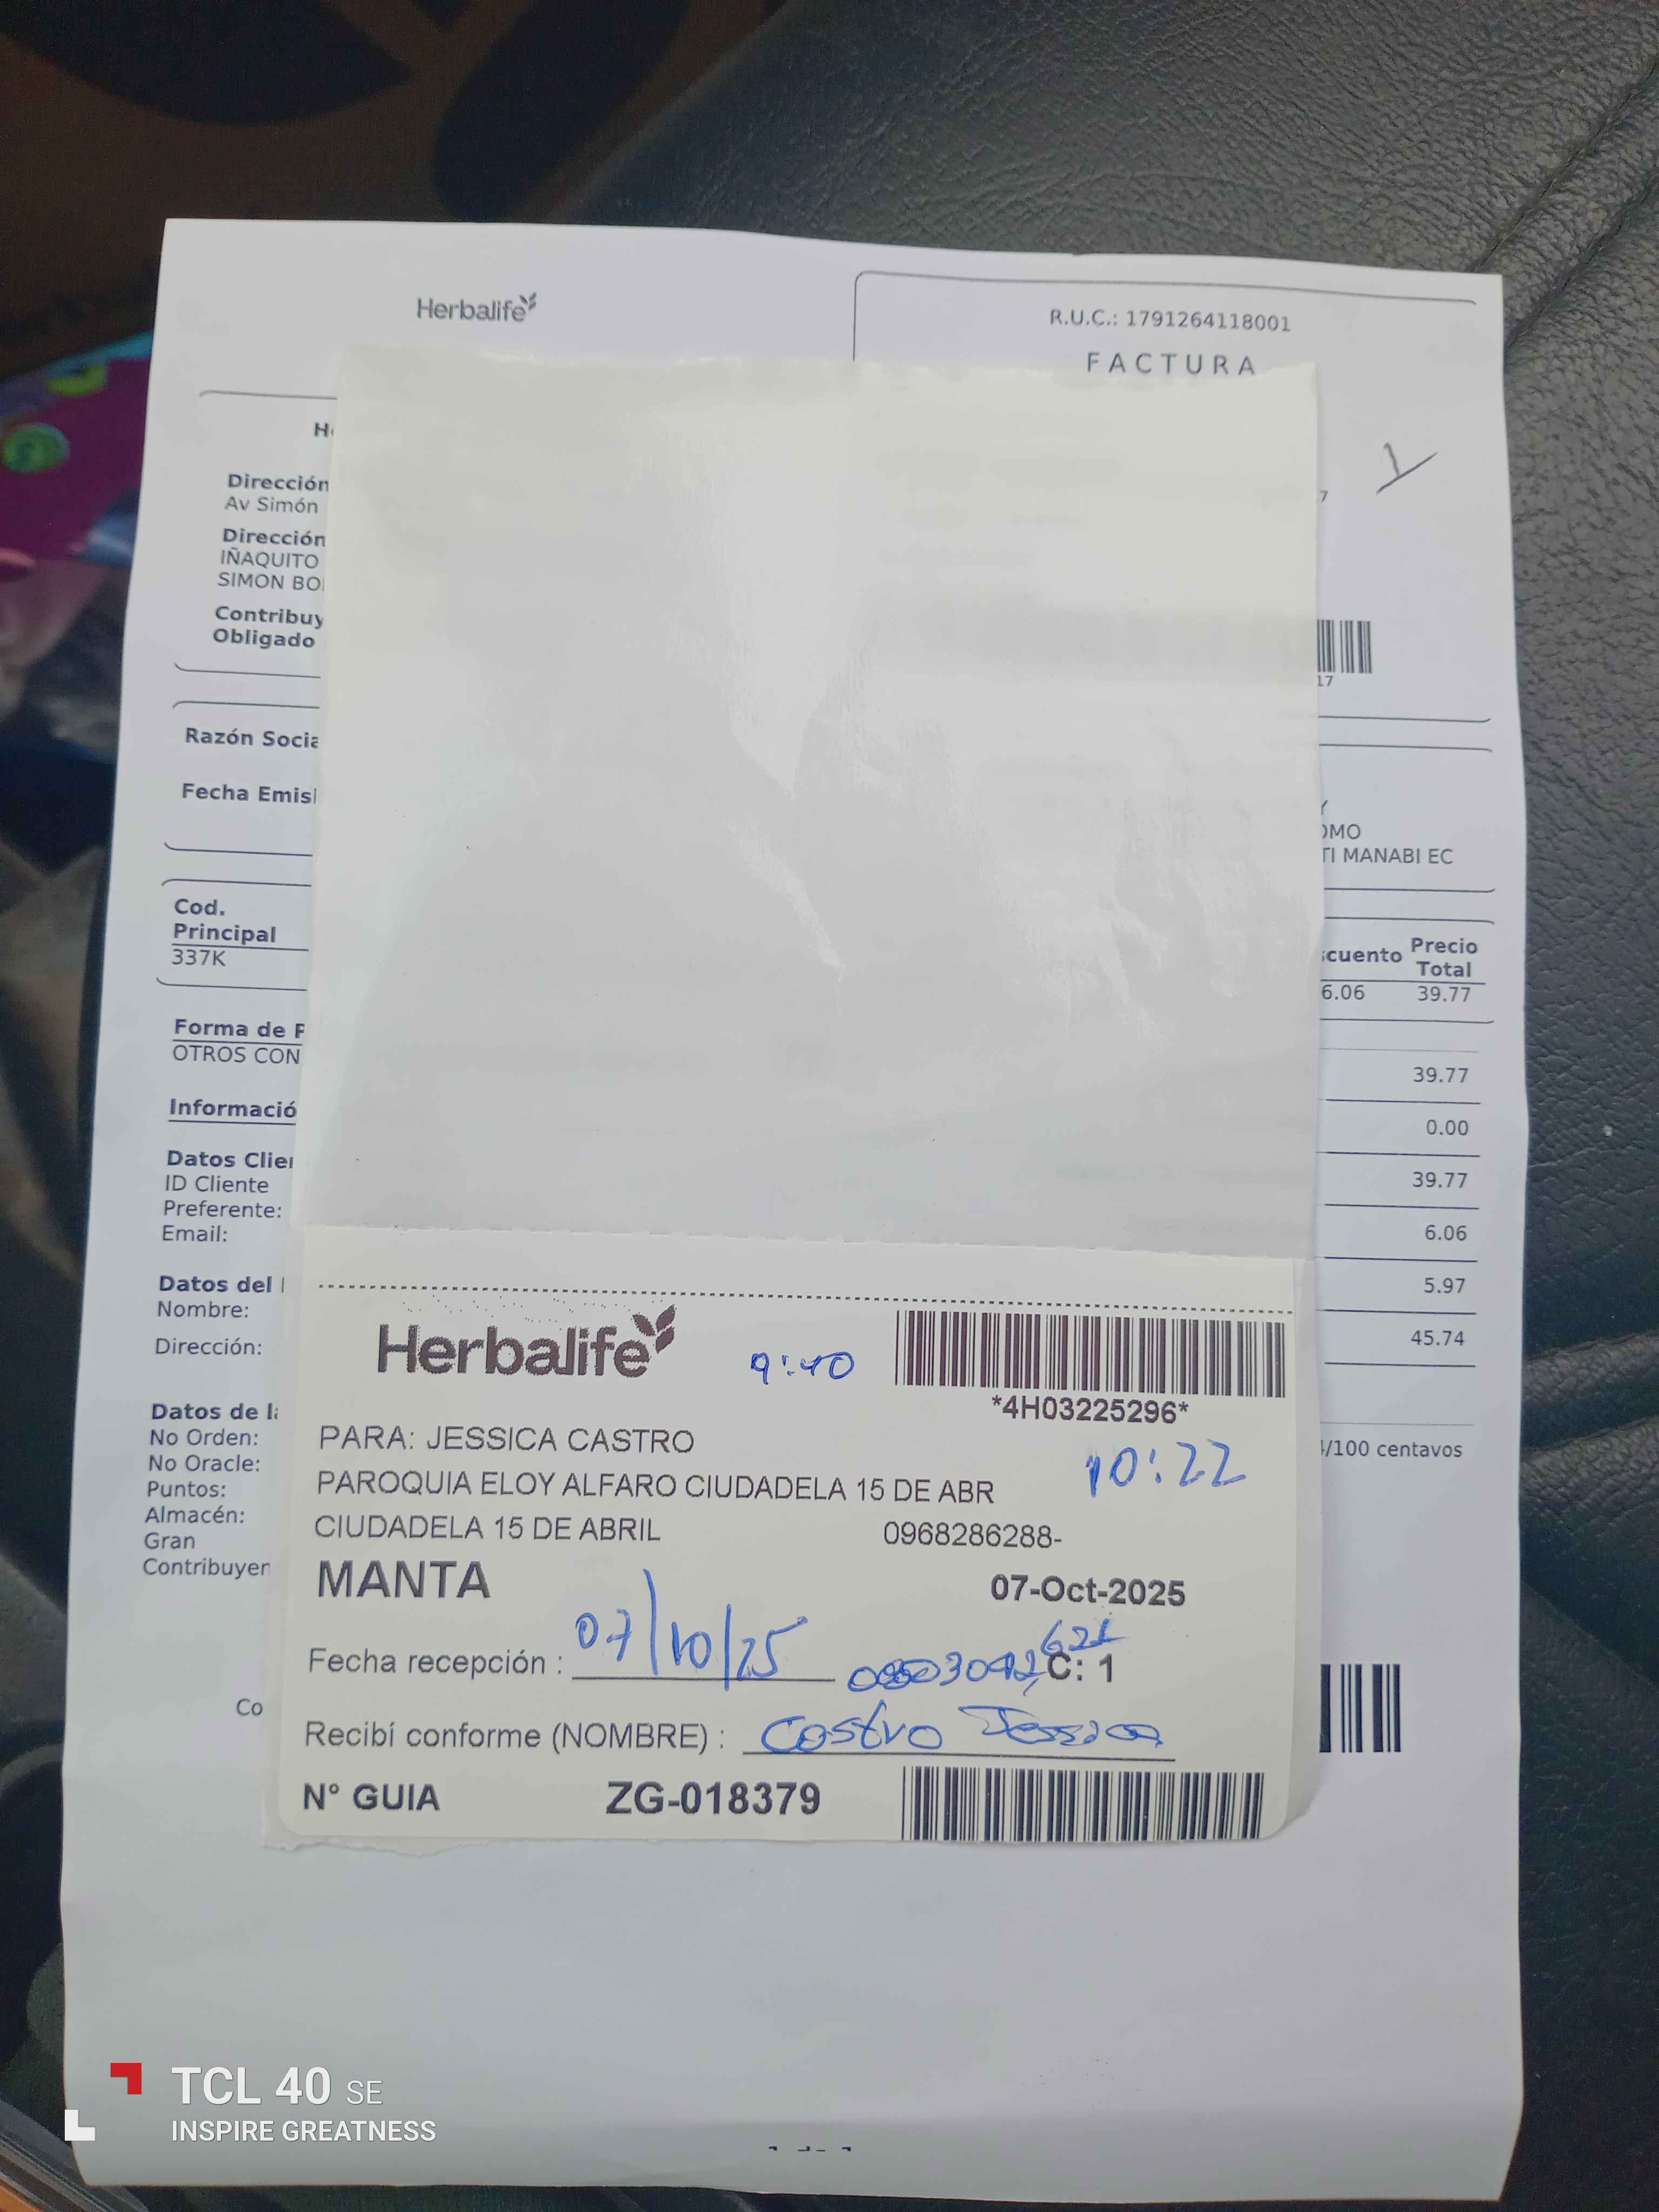 Herbalife
R.U.C.: 1791264118001
FACTURA
Dirección
Av Simón
Dirección
IÑAQUITO
SIMON BO
Contribuy
Obligado
7
17
Razón Socia
Fecha Emisi
Y
OMO
TI MANABI EC
Cod.
Principal
337K
cuento Precio
Total
6.06 39.77
Forma de P
OTROS CON
Informació
Datos Clier
ID Cliente
Preferente:
Email:
39.77
0.00
39.77
6.06
5.97
45.74
Datos del
Nombre:
Dirección:
Datos de la
No Orden:
No Oracle:
Puntos:
Almacén:
Gran
Contribuyen
/100 centavos
Co
Herbalife 9:40
*4H03225296*
PARA: JESSICA CASTRO
10:22
PAROQUIA ELOY ALFARO CIUDADELA 15 DE ABR
CIUDADELA 15 DE ABRIL 0968286288-
MANTA 07-Oct-2025
Fecha recepción : 07/10/25 C: 1
Recibí conforme (NOMBRE) : Castro Jessica
N° GUIA ZG-018379
TCL 40 SE
INSPIRE GREATNESS